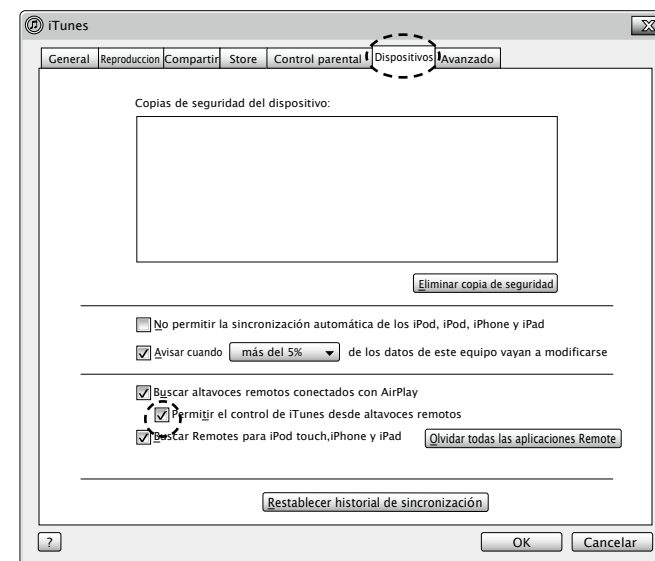 iTunes
General Reproduccion Compartir Store Control parental Dispositivos Avanzado
Copias de seguridad del dispositivo:
Eliminar copia de seguridad
No permitir la sincronización automática de los iPod, iPod, iPhone y iPad
Avisar cuando más del 5% de los datos de este equipo vayan a modificarse
Buscar altavoces remotos conectados con AirPlay
Permitir el control de iTunes desde altavoces remotos
Buscar Remotes para iPod touch,iPhone y iPad Olvidar todas las aplicaciones Remote
Restablecer historial de sincronización
? OK Cancelar